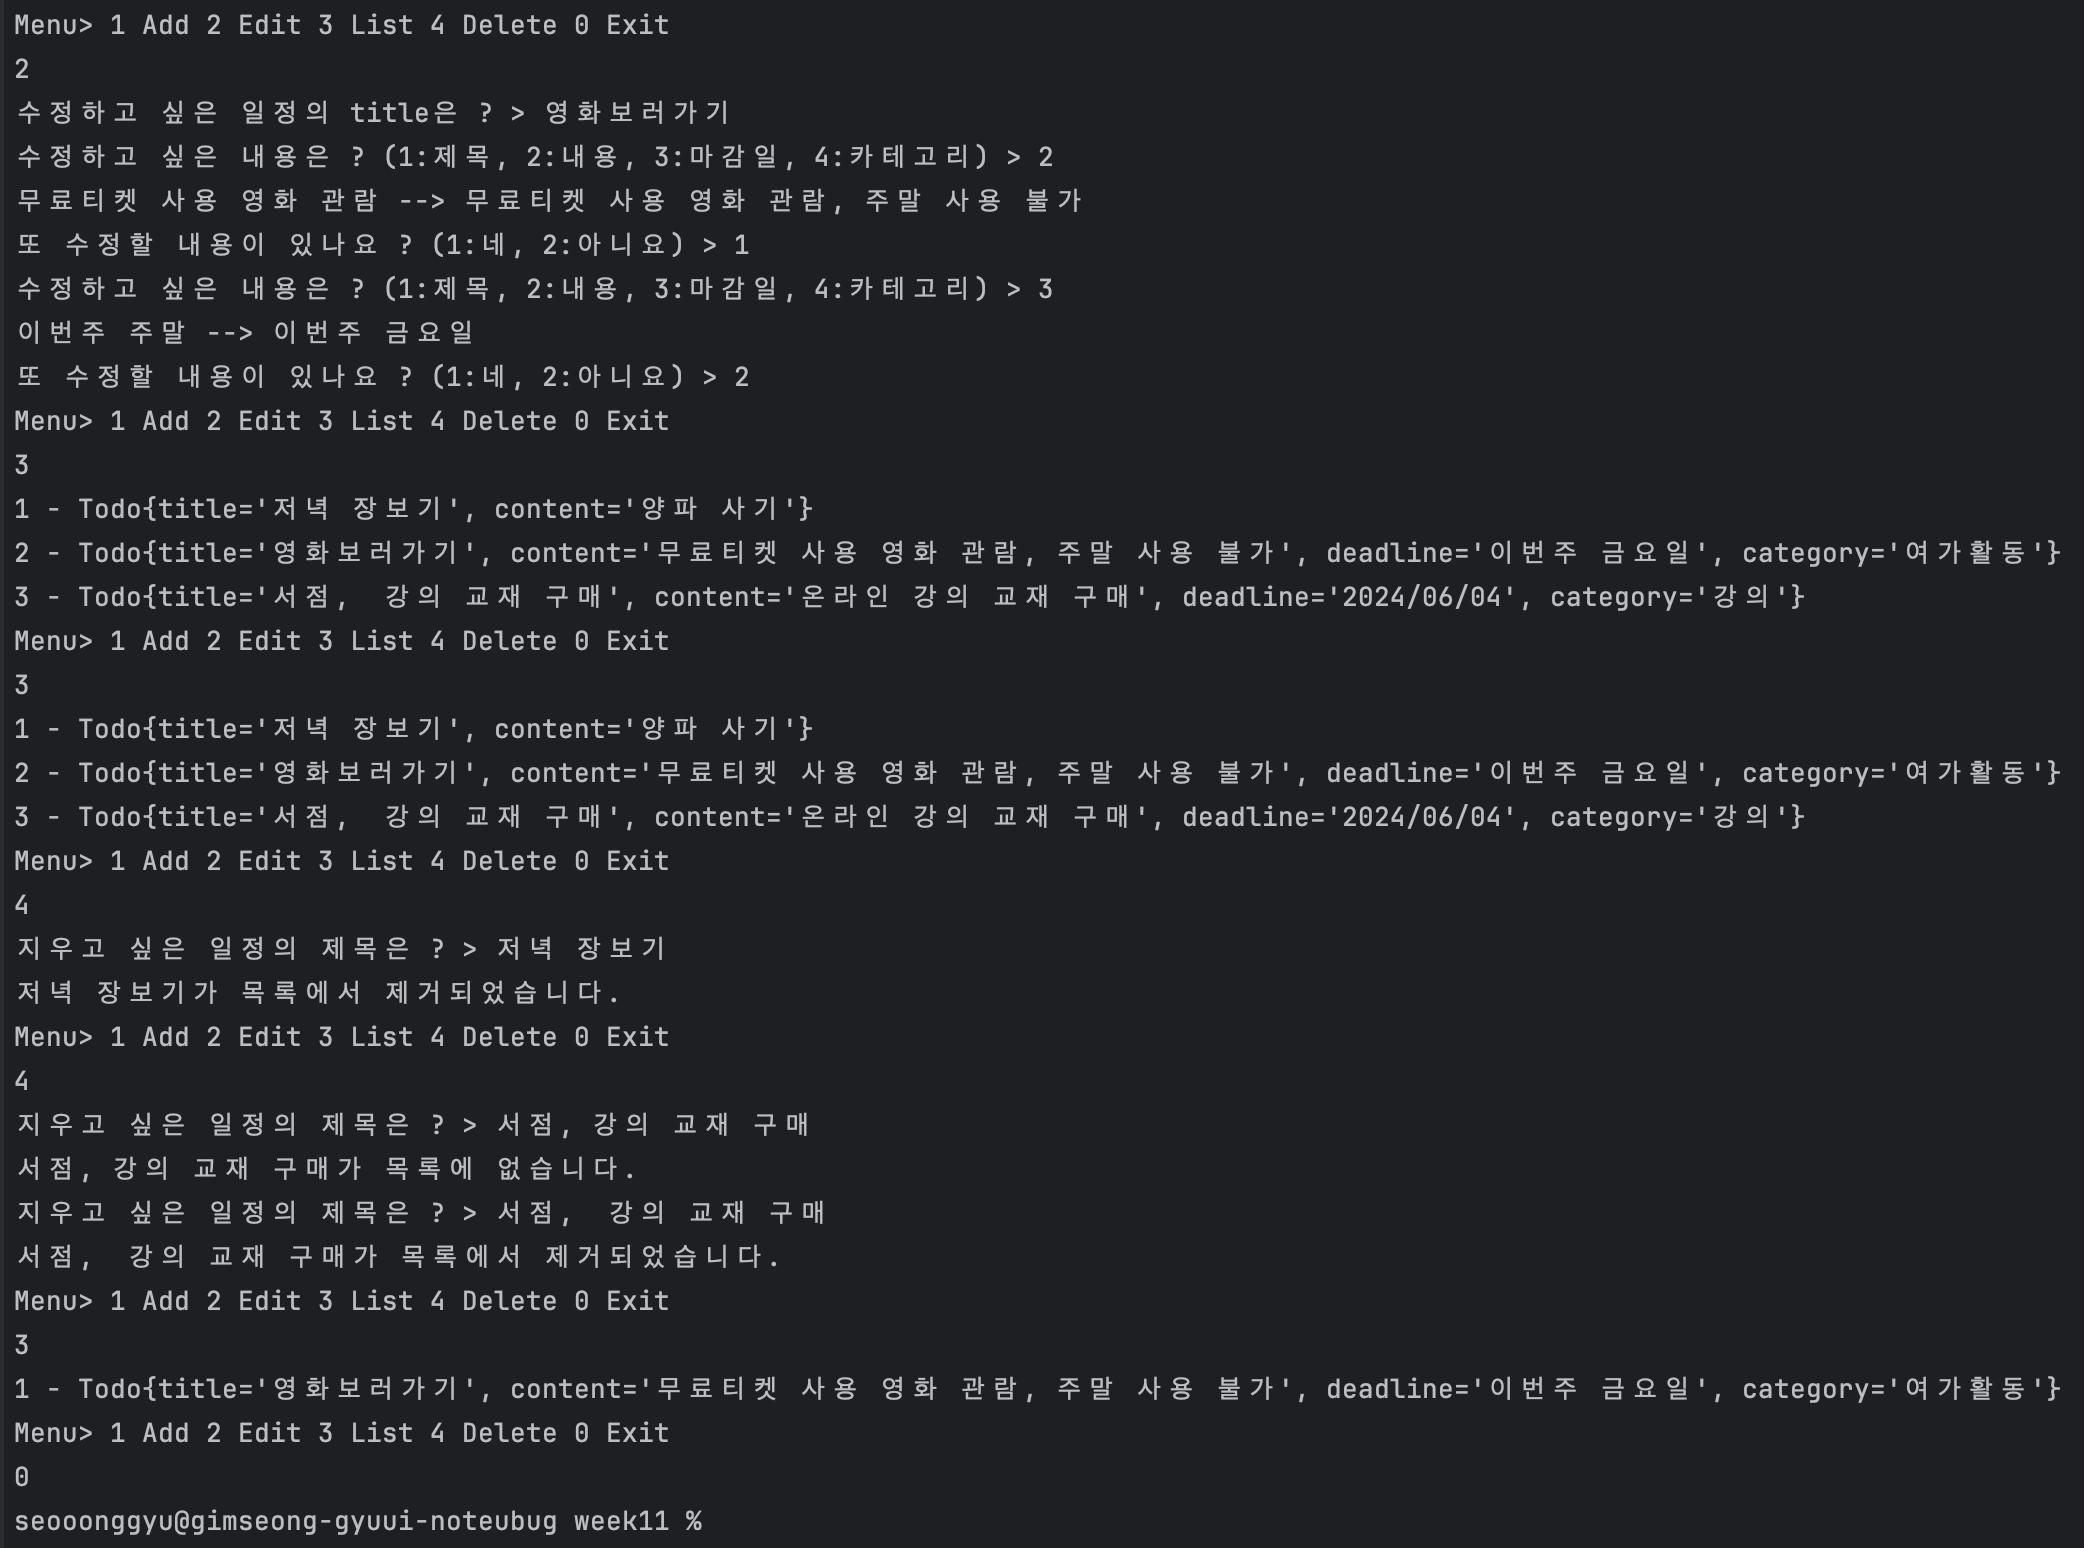 Menu> 1 Add 2 Edit 3 List 4 Delete 0 Exit
2
수정하고 싶은 일정의 title은 ? > 영화보러가기
수정하고 싶은 내용은 ? (1:제목, 2:내용, 3:마감일, 4:카테고리) > 2
무료티켓 사용 영화 관람 --> 무료티켓 사용 영화 관람, 주말 사용 불가
또 수정할 내용이 있나요 ? (1:네, 2:아니요) > 1
수정하고 싶은 내용은 ? (1:제목, 2:내용, 3:마감일, 4:카테고리) > 3
이번주 주말 --> 이번주 금요일
또 수정할 내용이 있나요 ? (1:네, 2:아니요) > 2
Menu> 1 Add 2 Edit 3 List 4 Delete 0 Exit
3
1 - Todo{title='저녁 장보기', content='양파 사기'}
2 - Todo{title='영화보러가기', content='무료티켓 사용 영화 관람, 주말 사용 불가', deadline='이번주 금요일', category='여가활동'}
3 - Todo{title='서점,  강의 교재 구매', content='온라인 강의 교재 구매', deadline='2024/06/04', category='강의'}
Menu> 1 Add 2 Edit 3 List 4 Delete 0 Exit
3
1 - Todo{title='저녁 장보기', content='양파 사기'}
2 - Todo{title='영화보러가기', content='무료티켓 사용 영화 관람, 주말 사용 불가', deadline='이번주 금요일', category='여가활동'}
3 - Todo{title='서점,  강의 교재 구매', content='온라인 강의 교재 구매', deadline='2024/06/04', category='강의'}
Menu> 1 Add 2 Edit 3 List 4 Delete 0 Exit
4
지우고 싶은 일정의 제목은 ? > 저녁 장보기
저녁 장보기가 목록에서 제거되었습니다.
Menu> 1 Add 2 Edit 3 List 4 Delete 0 Exit
4
지우고 싶은 일정의 제목은 ? > 서점, 강의 교재 구매
서점, 강의 교재 구매가 목록에 없습니다.
지우고 싶은 일정의 제목은 ? > 서점,  강의 교재 구매
서점,  강의 교재 구매가 목록에서 제거되었습니다.
Menu> 1 Add 2 Edit 3 List 4 Delete 0 Exit
3
1 - Todo{title='영화보러가기', content='무료티켓 사용 영화 관람, 주말 사용 불가', deadline='이번주 금요일', category='여가활동'}
Menu> 1 Add 2 Edit 3 List 4 Delete 0 Exit
0
seooonggyu@gimseong-gyuui-noteubug week11 %